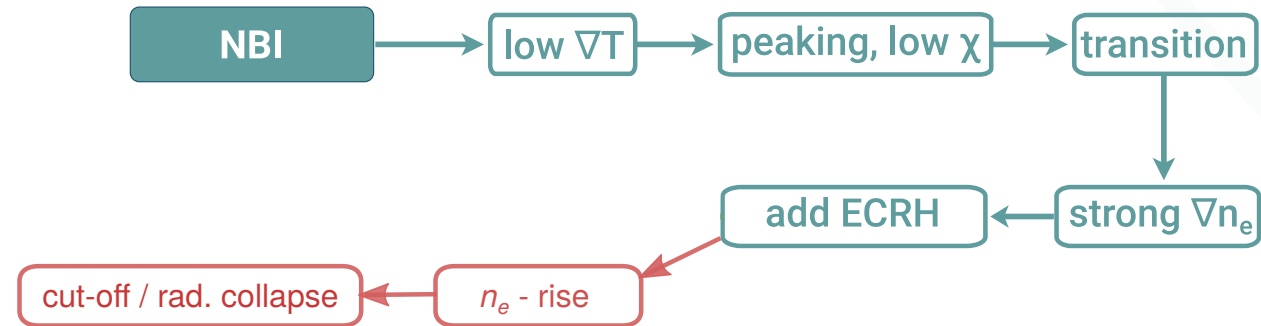 NBI
low ∇T
peaking, low χ
transition
strong ∇nₑ
add ECRH
nₑ - rise
cut-off / rad. collapse